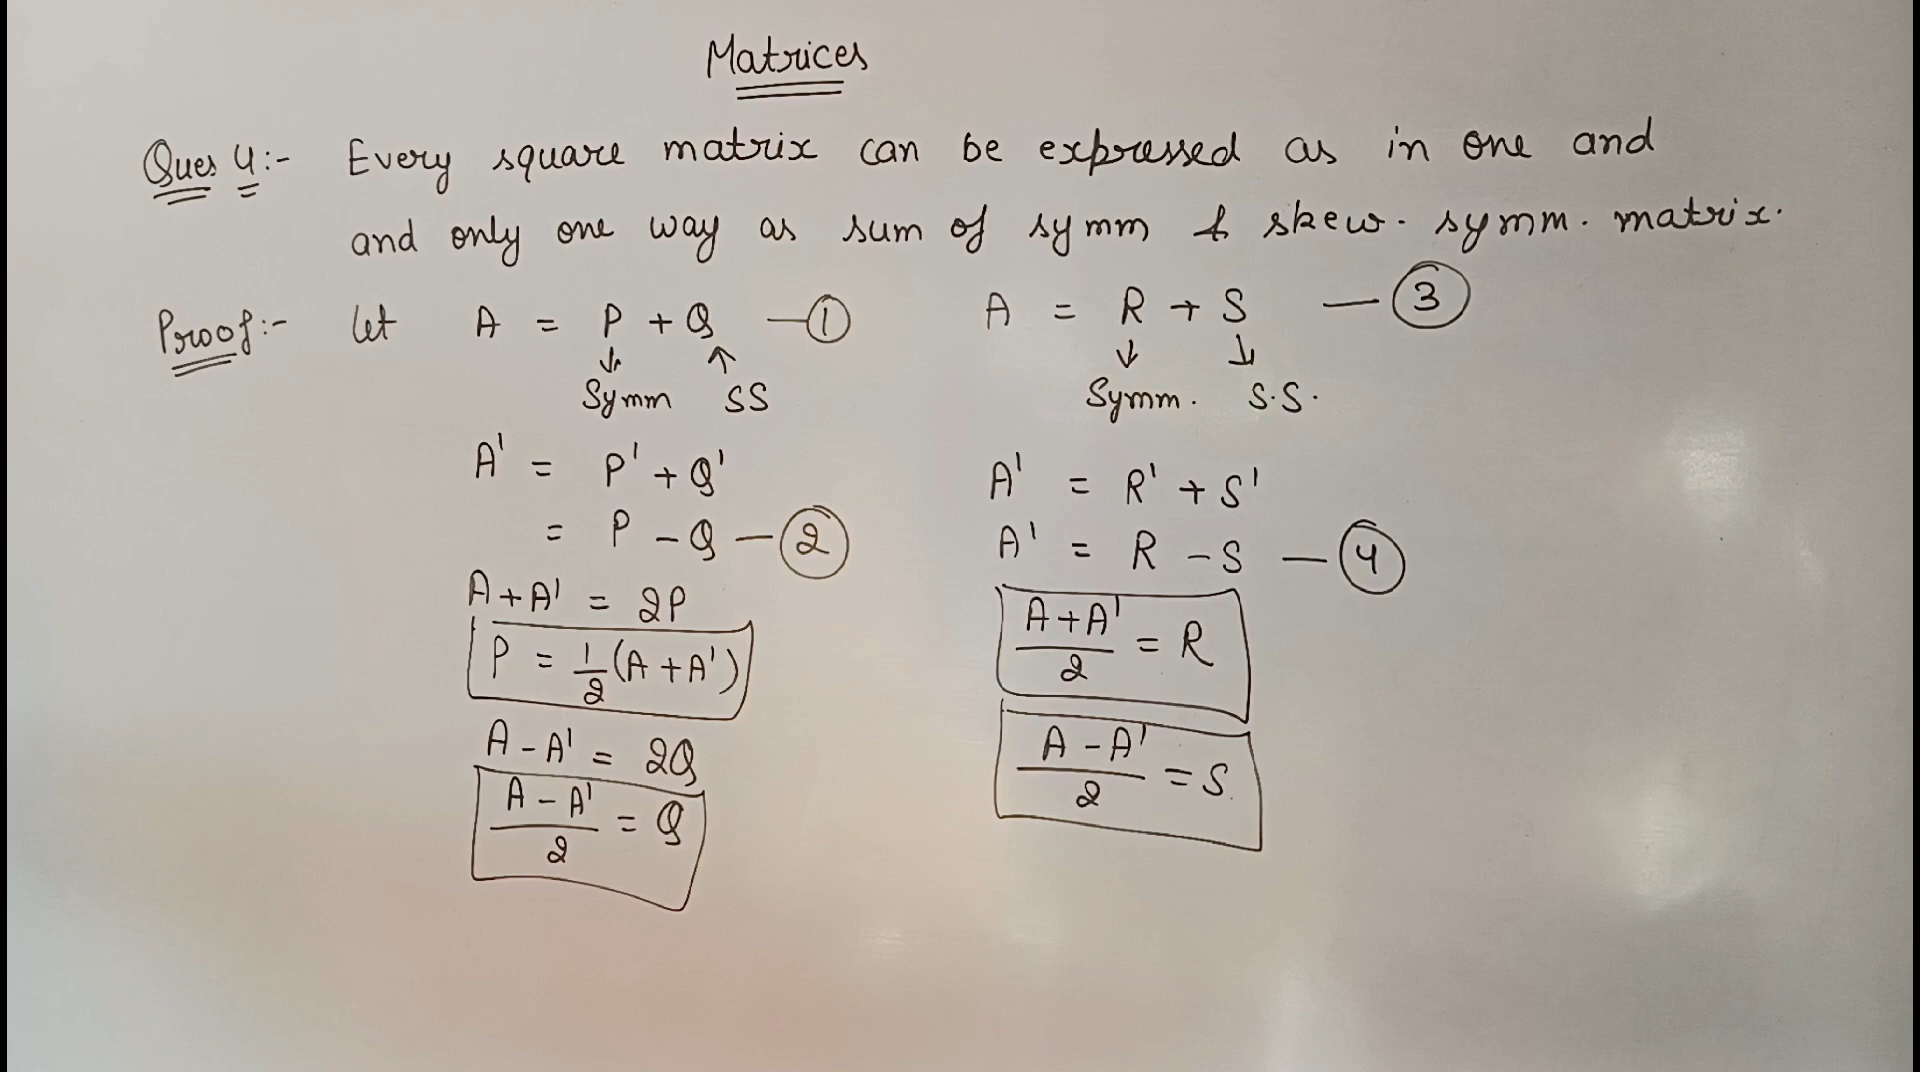 Matrices
Ques 4:- Every square matrix can be expressed as in one and
and only one way as sum of symm & skew. symm. matrix.
Proof:- let A = P + Q —①
↓ ↑
Symm SS
A' = P' + Q'
= P - Q —②
A + A' = 2P
P = 1/2 (A + A')
A - A' = 2Q
A - A' / 2 = Q
A = R + S —③
↓ ↓
Symm. S.S.
A' = R' + S'
A' = R - S —④
A + A' / 2 = R
A - A' / 2 = S.